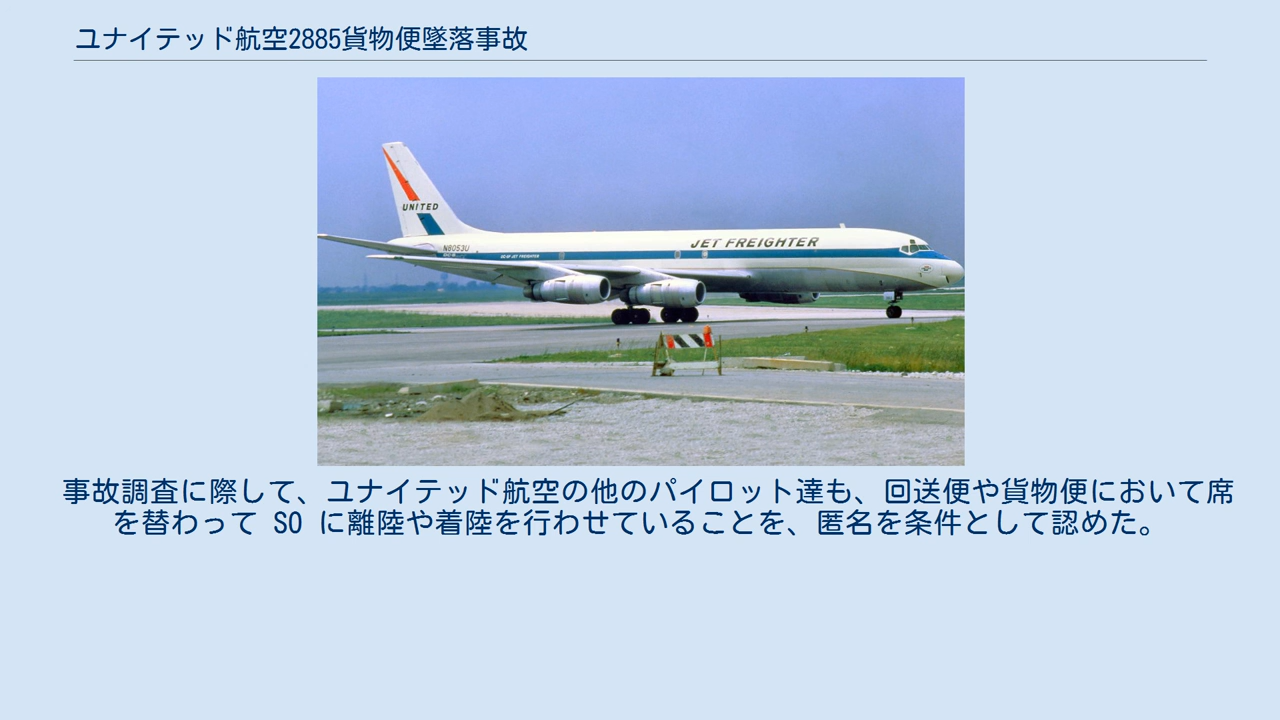 ユナイテッド航空2885貨物便墜落事故
UNITED
N8053U
JET FREIGHTER
事故調査に際して、ユナイテッド航空の他のパイロット達も、回送便や貨物便において席
を替わって SO に離陸や着陸を行わせていることを、匿名を条件として認めた。